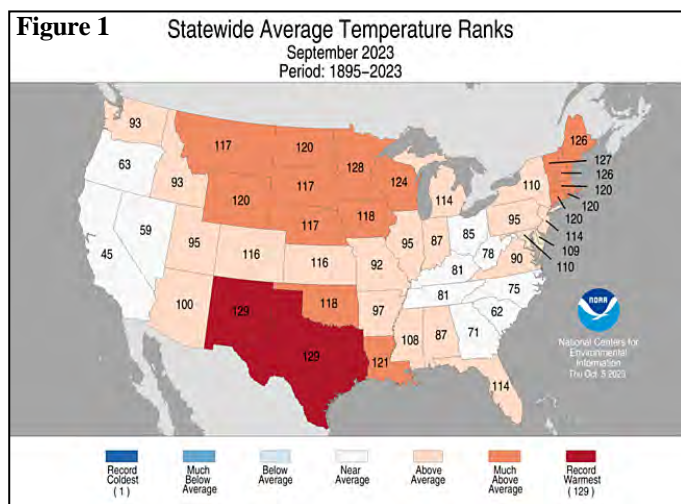 Figure 1
Statewide Average Temperature Ranks
September 2023
Period: 1895–2023
93
117
120
128
126
127
126
120
120
120
114
109
110
63
93
120
117
124
114
110
95
117
118
95
87
85
78
90
45
59
95
116
116
92
81
81
75
100
129
118
97
62
129
121
108
87
71
114
NOAA
National Centers for
Environmental
Information
Thu Oct 5 2023
Record
Coldest
( 1 )
Much
Below
Average
Below
Average
Near
Average
Above
Average
Much
Above
Average
Record
Warmest
( 129 )